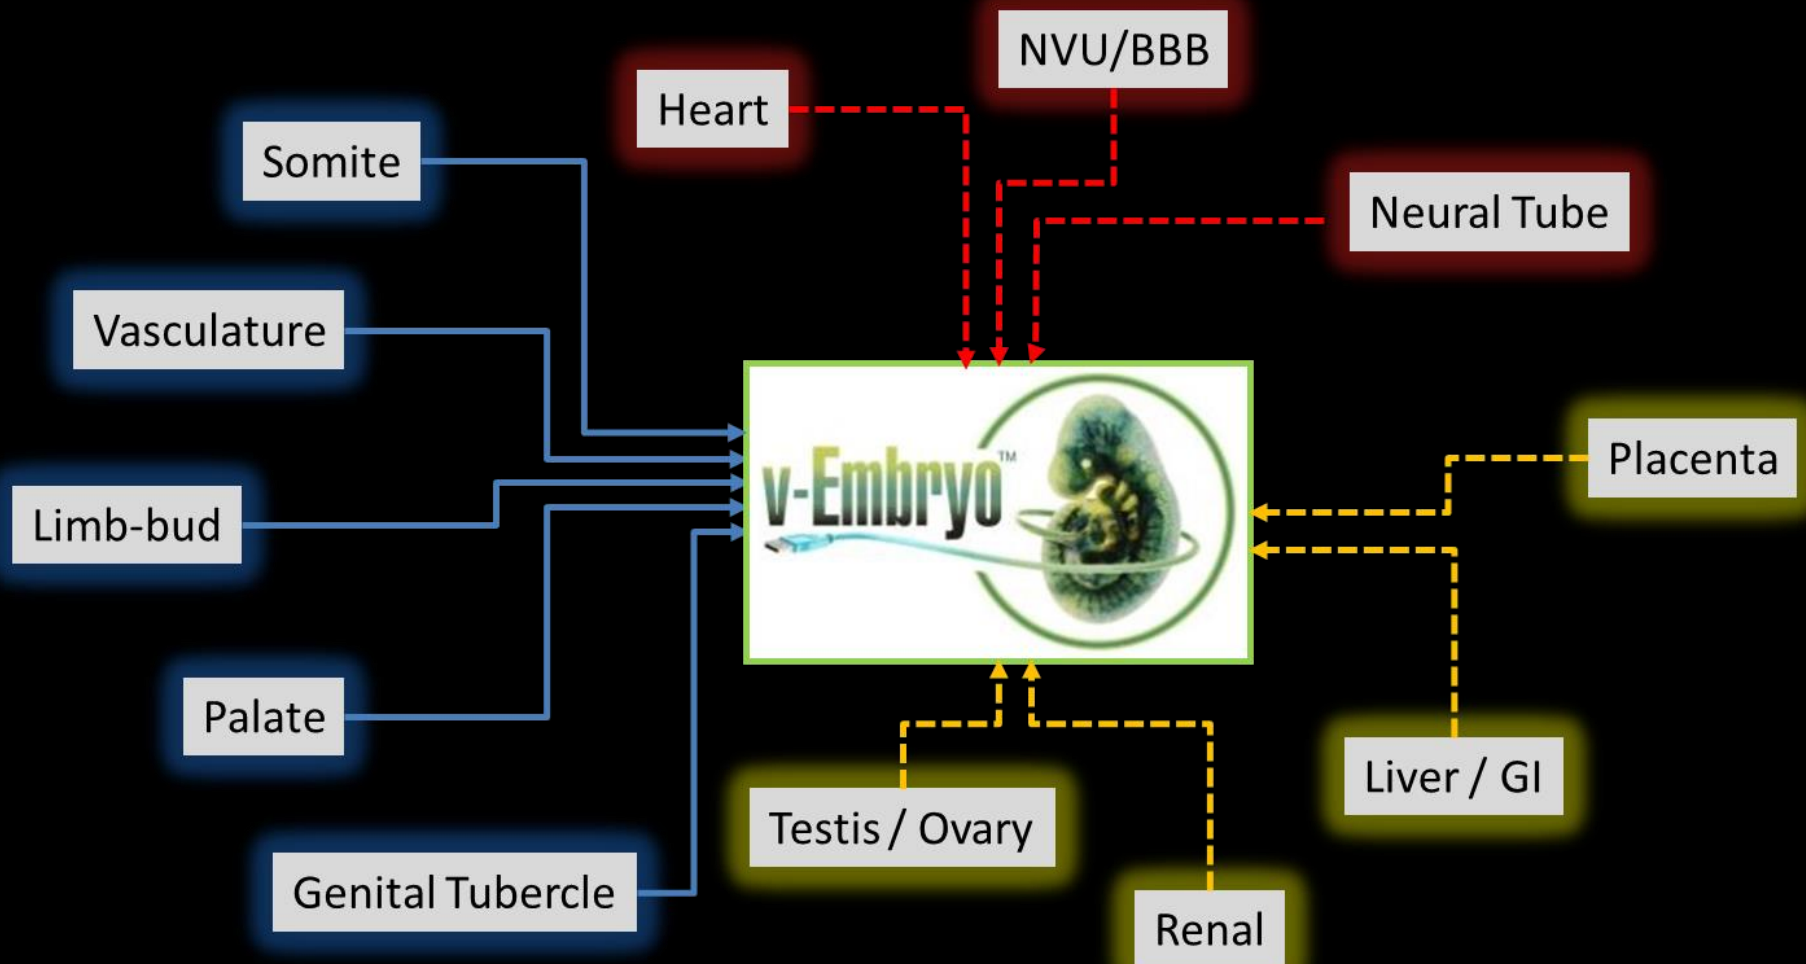 NVU/BBB
Heart
Somite
Neural Tube
Vasculature
Placenta
v-Embryo™
Limb-bud
Palate
Liver / GI
Testis / Ovary
Genital Tubercle
Renal